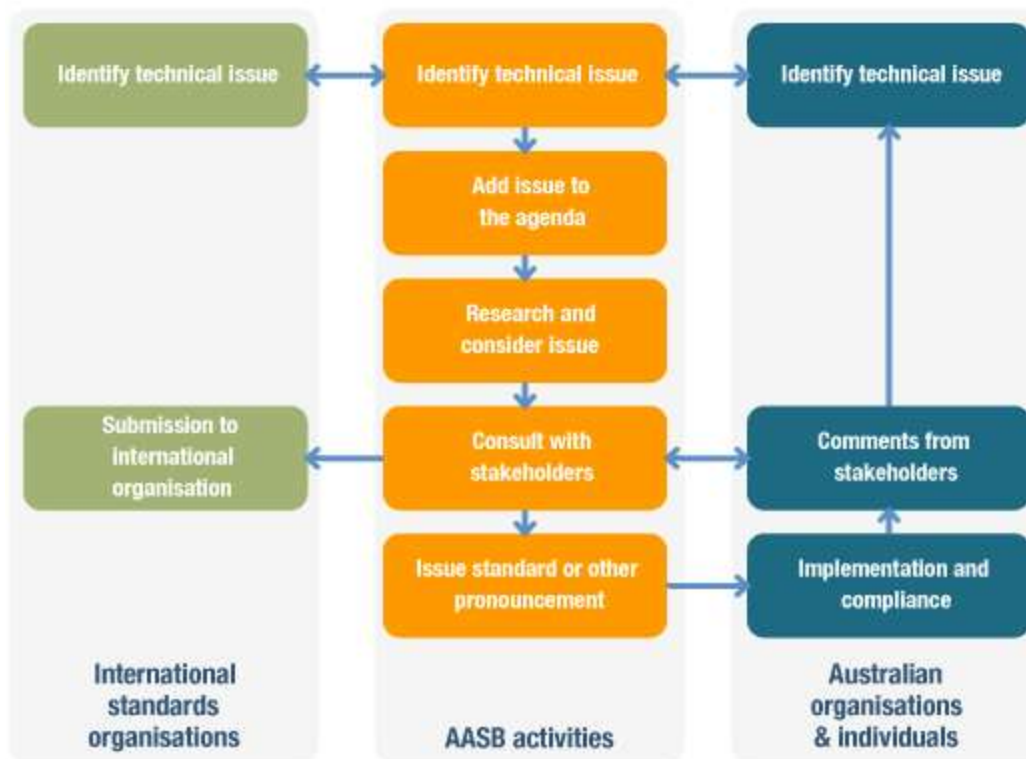 Identify technical issue
Identify technical issue
Identify technical issue
Add issue to
the agenda
Research and
consider issue
Submission to
international
organisation
Consult with
stakeholders
Comments from
stakeholders
Issue standard or other
pronouncement
Implementation and
compliance
International
standards
organisations
AASB activities
Australian
organisations
& individuals